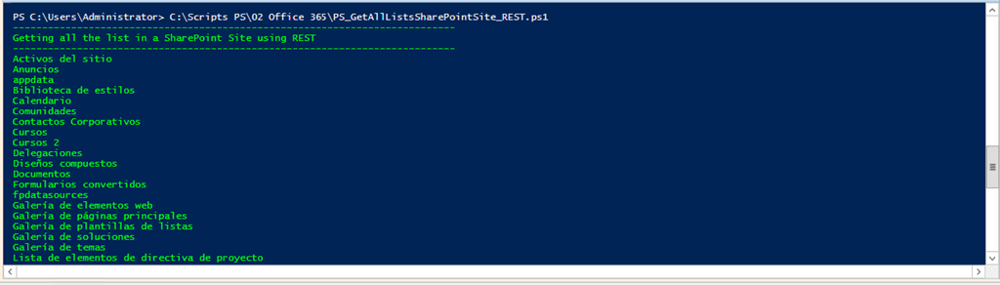 PS C:\Users\Administrator> C:\Scripts PS\02 Office 365\PS_GetAllListsSharePointSite_REST.ps1
----------------------------------------------------------------------------
Getting all the list in a SharePoint Site using REST
----------------------------------------------------------------------------
Activos del sitio
Anuncios
appdata
Biblioteca de estilos
Calendario
Comunidades
Contactos Corporativos
Cursos
Cursos 2
Delegaciones
Diseños compuestos
Documentos
Formularios convertidos
fpdatasources
Galería de elementos web
Galería de páginas principales
Galería de plantillas de listas
Galería de soluciones
Galería de temas
Lista de elementos de directiva de proyecto